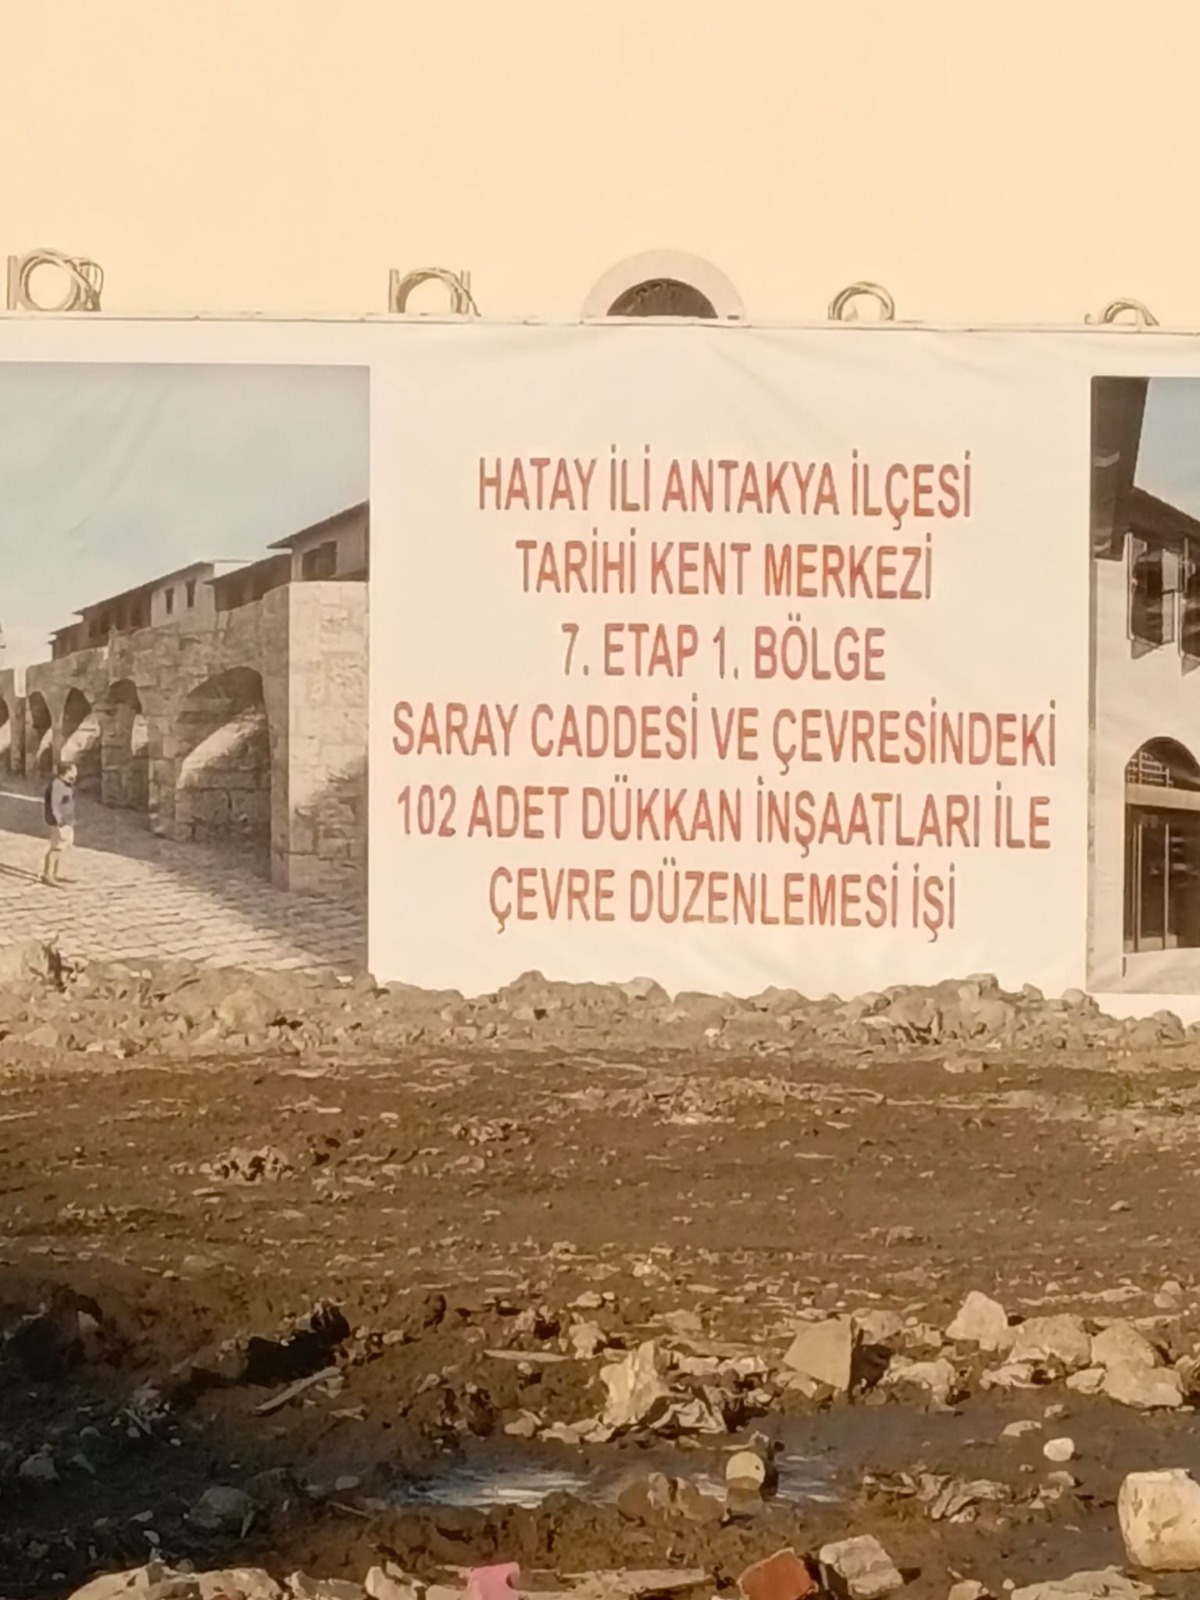 HATAY İLİ ANTAKYA İLÇESİ
TARİHİ KENT MERKEZİ
7. ETAP 1. BÖLGE
SARAY CADDESİ VE ÇEVRESİNDEKİ
102 ADET DÜKKAN İNŞAATLARI İLE
ÇEVRE DÜZENLEMESİ İŞİ